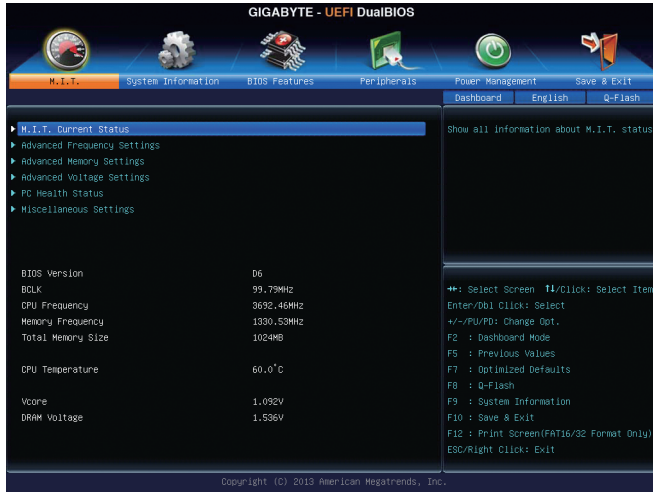 GIGABYTE - UEFI DualBIOS
M.I.T. System Information BIOS Features Peripherals Power Management Save & Exit
Dashboard English Q-Flash
M.I.T. Current Status
Advanced Frequency Settings
Advanced Memory Settings
Advanced Voltage Settings
PC Health Status
Miscellaneous Settings
Show all information about M.I.T. status
BIOS Version D6
BCLK 99.79MHz
CPU Frequency 3692.46MHz
Memory Frequency 1330.53MHz
Total Memory Size 1024MB
CPU Temperature 60.0°C
Vcore 1.092V
DRAM Voltage 1.536V
→←: Select Screen ↑↓/Click: Select Item
Enter/Dbl Click: Select
+/-/PU/PD: Change Opt.
F2 : Dashboard Mode
F5 : Previous Values
F7 : Optimized Defaults
F8 : Q-Flash
F9 : System Information
F10 : Save & Exit
F12 : Print Screen(FAT16/32 Format Only)
ESC/Right Click: Exit
Copyright (C) 2013 American Megatrends, Inc.